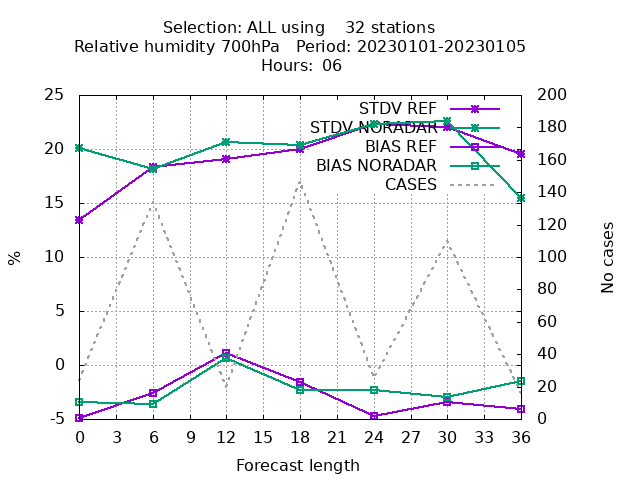 Selection: ALL using    32 stations
Relative humidity 700hPa   Period: 20230101-20230105
Hours: 06
25
20
15
10
5
0
-5
%
200
180
160
140
120
100
80
60
40
20
0
No cases
STDV REF
STDV NORADAR
BIAS REF
BIAS NORADAR
CASES
0 3 6 9 12 15 18 21 24 27 30 33 36
Forecast length